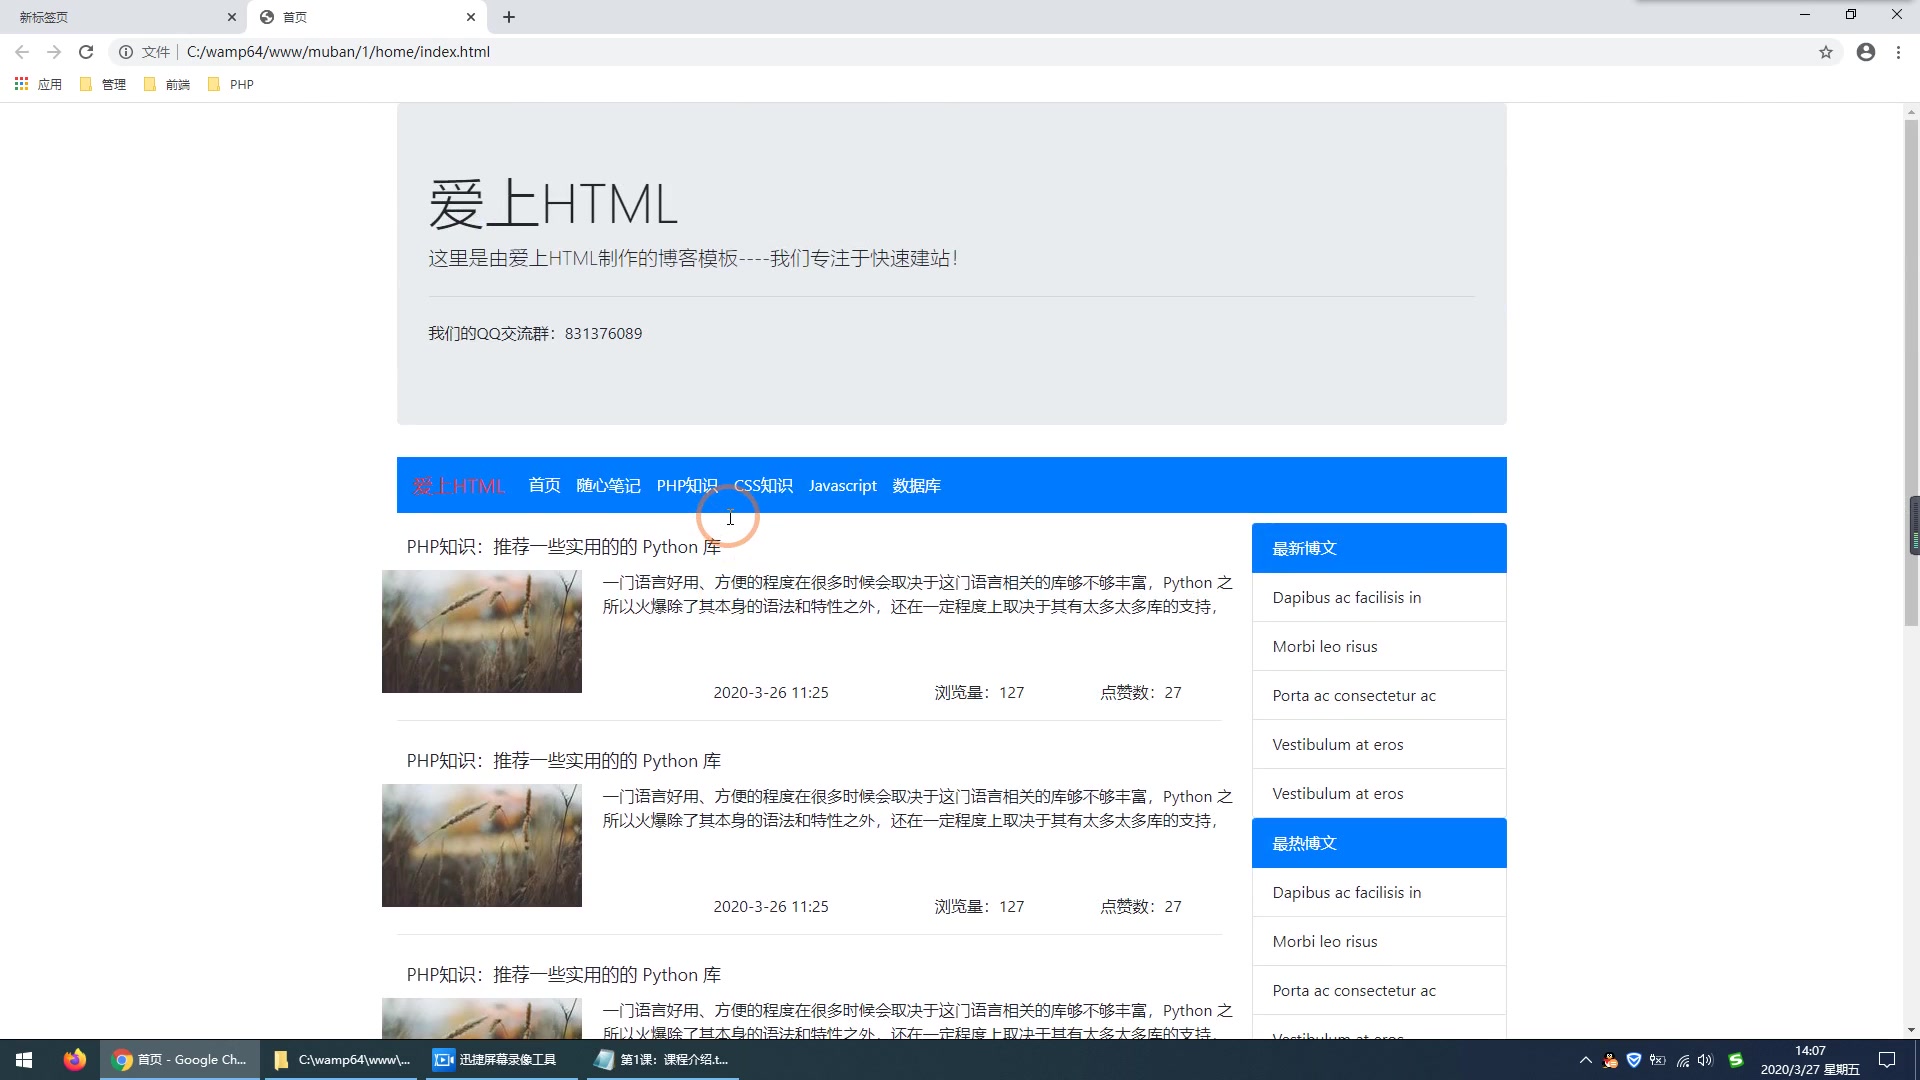 新标签页
首页
文件
C:/wamp64/www/muban/1/home/index.html
应用
管理
前端
PHP
爱上HTML
这里是由爱上HTML制作的博客模板----我们专注于快速建站！
我们的QQ交流群：831376089
爱上HTML 首页 随心笔记 PHP知识 CSS知识 Javascript 数据库
PHP知识：推荐一些实用的的 Python 库
一门语言好用、方便的程度在很多时候会取决于这门语言相关的库够不够丰富，Python 之
所以火爆除了其本身的语法和特性之外，还在一定程度上取决于其有太多太多库的支持，
2020-3-26 11:25 浏览量：127 点赞数：27
PHP知识：推荐一些实用的的 Python 库
一门语言好用、方便的程度在很多时候会取决于这门语言相关的库够不够丰富，Python 之
所以火爆除了其本身的语法和特性之外，还在一定程度上取决于其有太多太多库的支持，
2020-3-26 11:25 浏览量：127 点赞数：27
PHP知识：推荐一些实用的的 Python 库
一门语言好用、方便的程度在很多时候会取决于这门语言相关的库够不够丰富，Python 之
所以火爆除了其本身的语法和特性之外，还在一定程度上取决于其有太多太多库的支持，
最新博文
Dapibus ac facilisis in
Morbi leo risus
Porta ac consectetur ac
Vestibulum at eros
Vestibulum at eros
最热博文
Dapibus ac facilisis in
Morbi leo risus
Porta ac consectetur ac
Vestibulum at eros
首页 - Google Ch...
C:\wamp64\www\...
迅捷屏幕录像工具
第1课：课程介绍.t...
14:07
2020/3/27 星期五